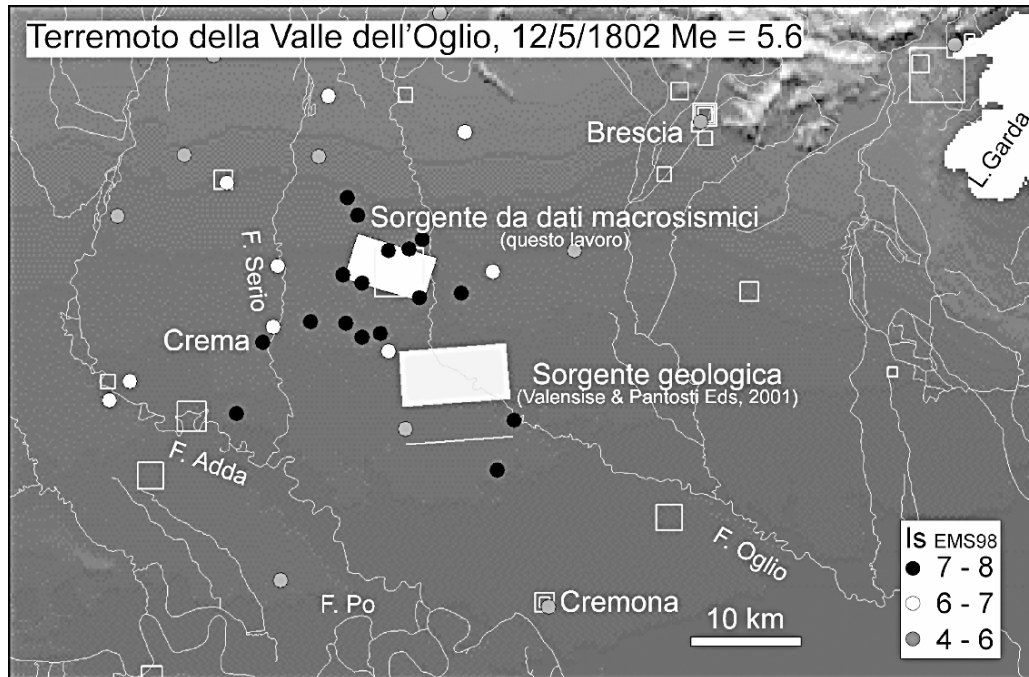 Terremoto della Valle dell'Oglio, 12/5/1802 Me = 5.6
Brescia
L. Garda
Sorgente da dati macrosismici
(questo lavoro)
F. Serio
Crema
Sorgente geologica
(Valensise & Pantosti Eds, 2001)
F. Adda
F. Oglio
F. Po
Cremona
10 km
Is EMS98
7 - 8
6 - 7
4 - 6